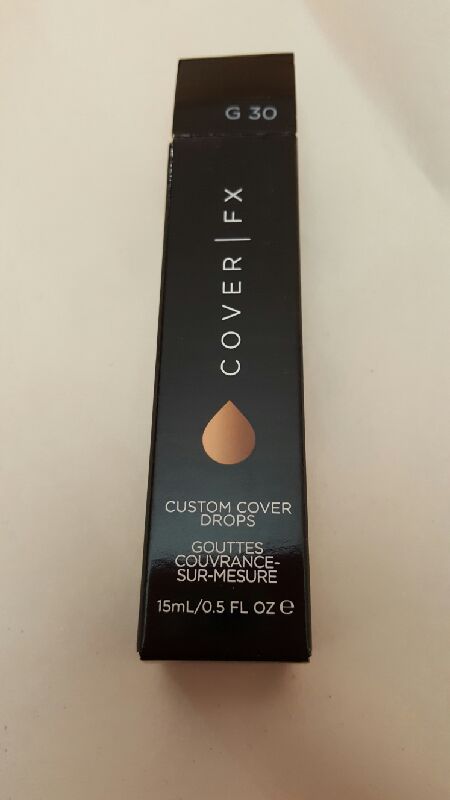 G 30
COVER | FX
CUSTOM COVER
DROPS
GOUTTES
COUVRANCE-
SUR-MESURE
15mL/0.5 FL OZ ℮